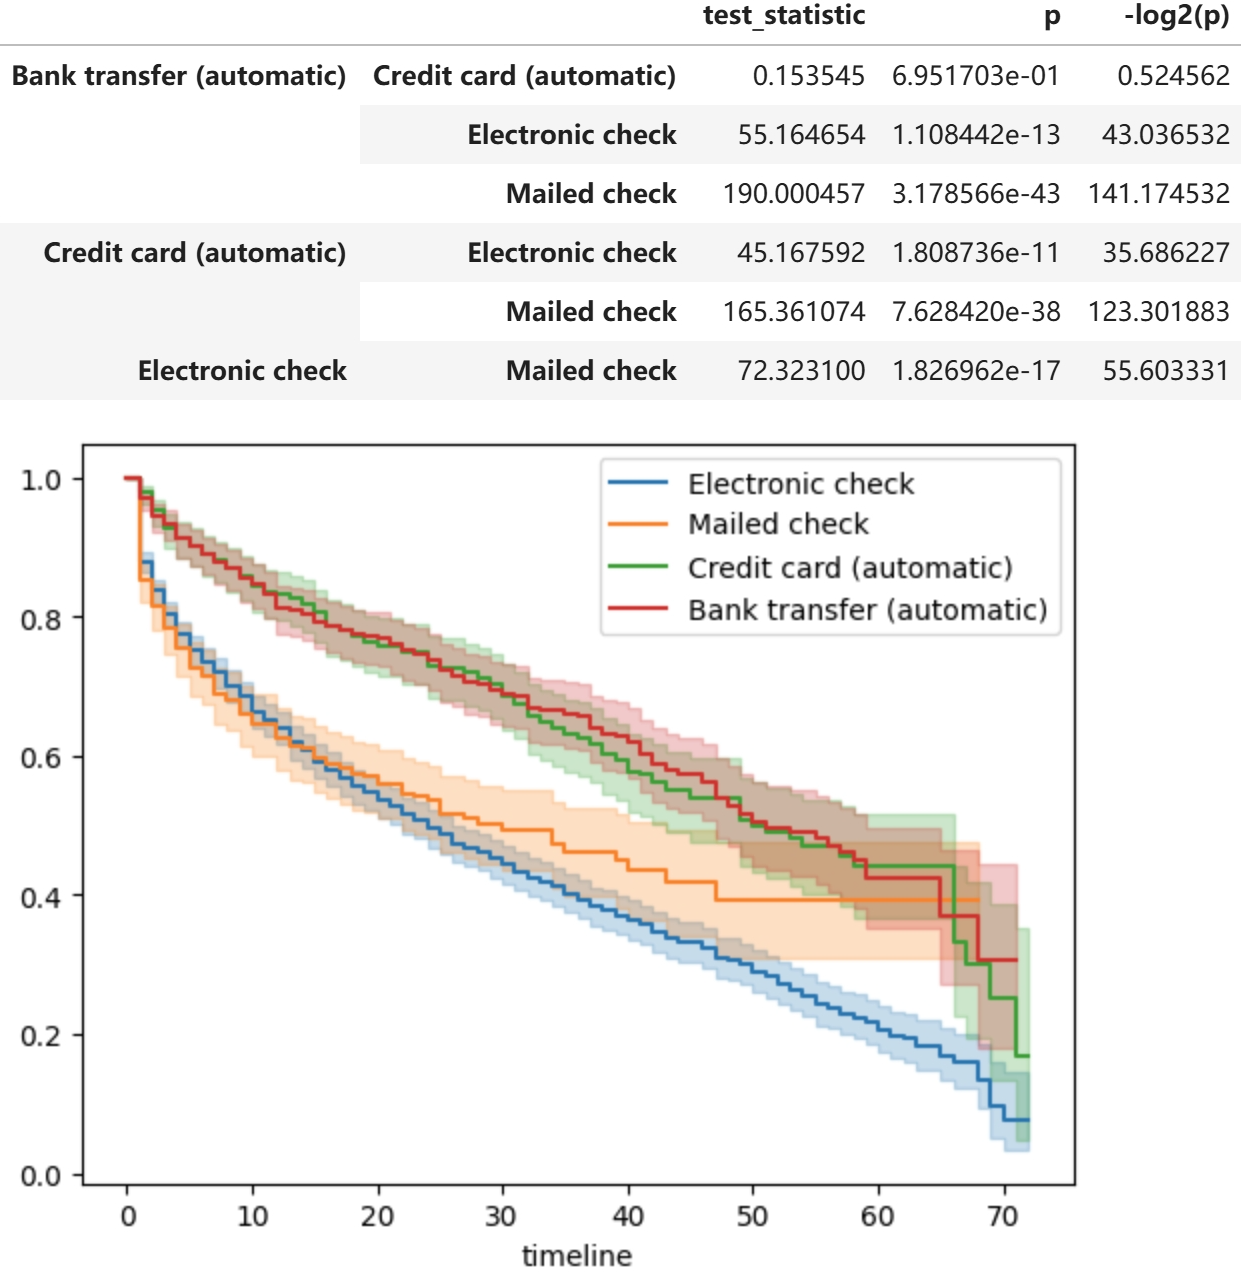 test_statistic p -log2(p)
Bank transfer (automatic) Credit card (automatic) 0.153545 6.951703e-01 0.524562
Electronic check 55.164654 1.108442e-13 43.036532
Mailed check 190.000457 3.178566e-43 141.174532
Credit card (automatic) Electronic check 45.167592 1.808736e-11 35.686227
Mailed check 165.361074 7.628420e-38 123.301883
Electronic check Mailed check 72.323100 1.826962e-17 55.603331
1.0
0.8
0.6
0.4
0.2
0.0
Electronic check
Mailed check
Credit card (automatic)
Bank transfer (automatic)
0 10 20 30 40 50 60 70
timeline